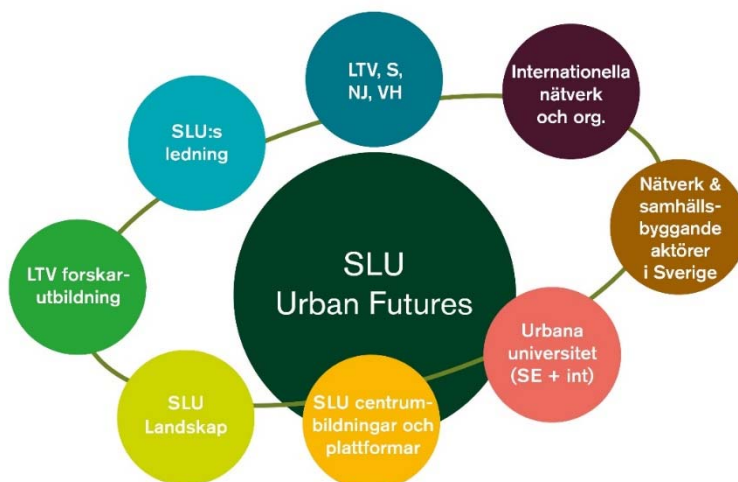 LTV, S,
NJ, VH
Internationella
nätverk
och org.
SLU:s
ledning
Nätverk &
samhälls-
byggande
aktörer
i Sverige
SLU
Urban Futures
LTV forskar-
utbildning
Urbana
universitet
(SE + int)
SLU
Landskap
SLU centrum-
bildningar och
plattformar